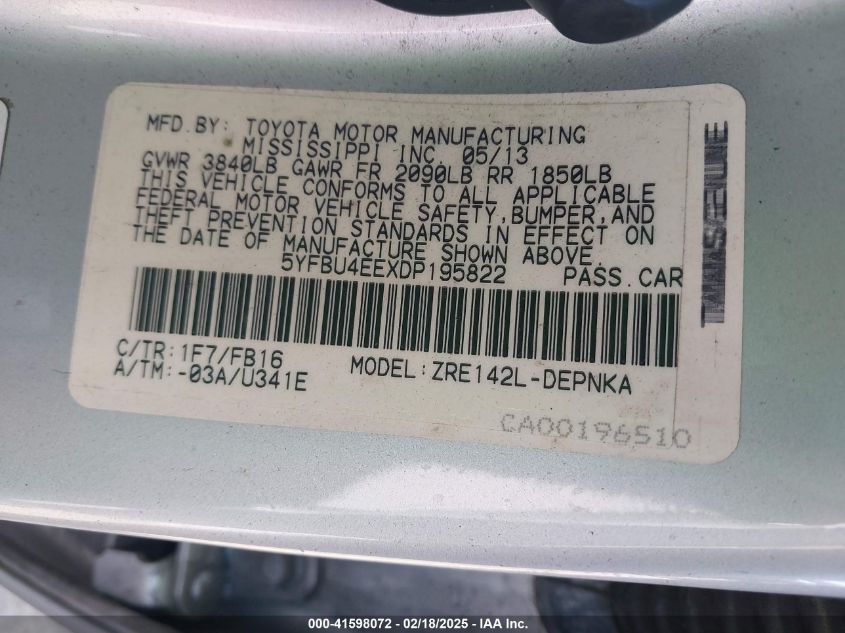 MFD.BY: TOYOTA MOTOR MANUFACTURING
MISSISSIPPI INC. 05/13
GVWR 3840LB GAWR FR 2090LB RR 1850LB
THIS VEHICLE CONFORMS TO ALL APPLICABLE
FEDERAL MOTOR VEHICLE SAFETY,BUMPER,AND
THEFT PREVENTION STANDARDS IN EFFECT ON
THE DATE OF MANUFACTURE SHOWN ABOVE.
5YFBU4EEXDP195822 PASS.CAR
C/TR:1F7/FB16
A/TM:-03A/U341E
MODEL:ZRE142L-DEPNKA
CA00196510
000-41598072 - 02/18/2025 - IAA Inc.